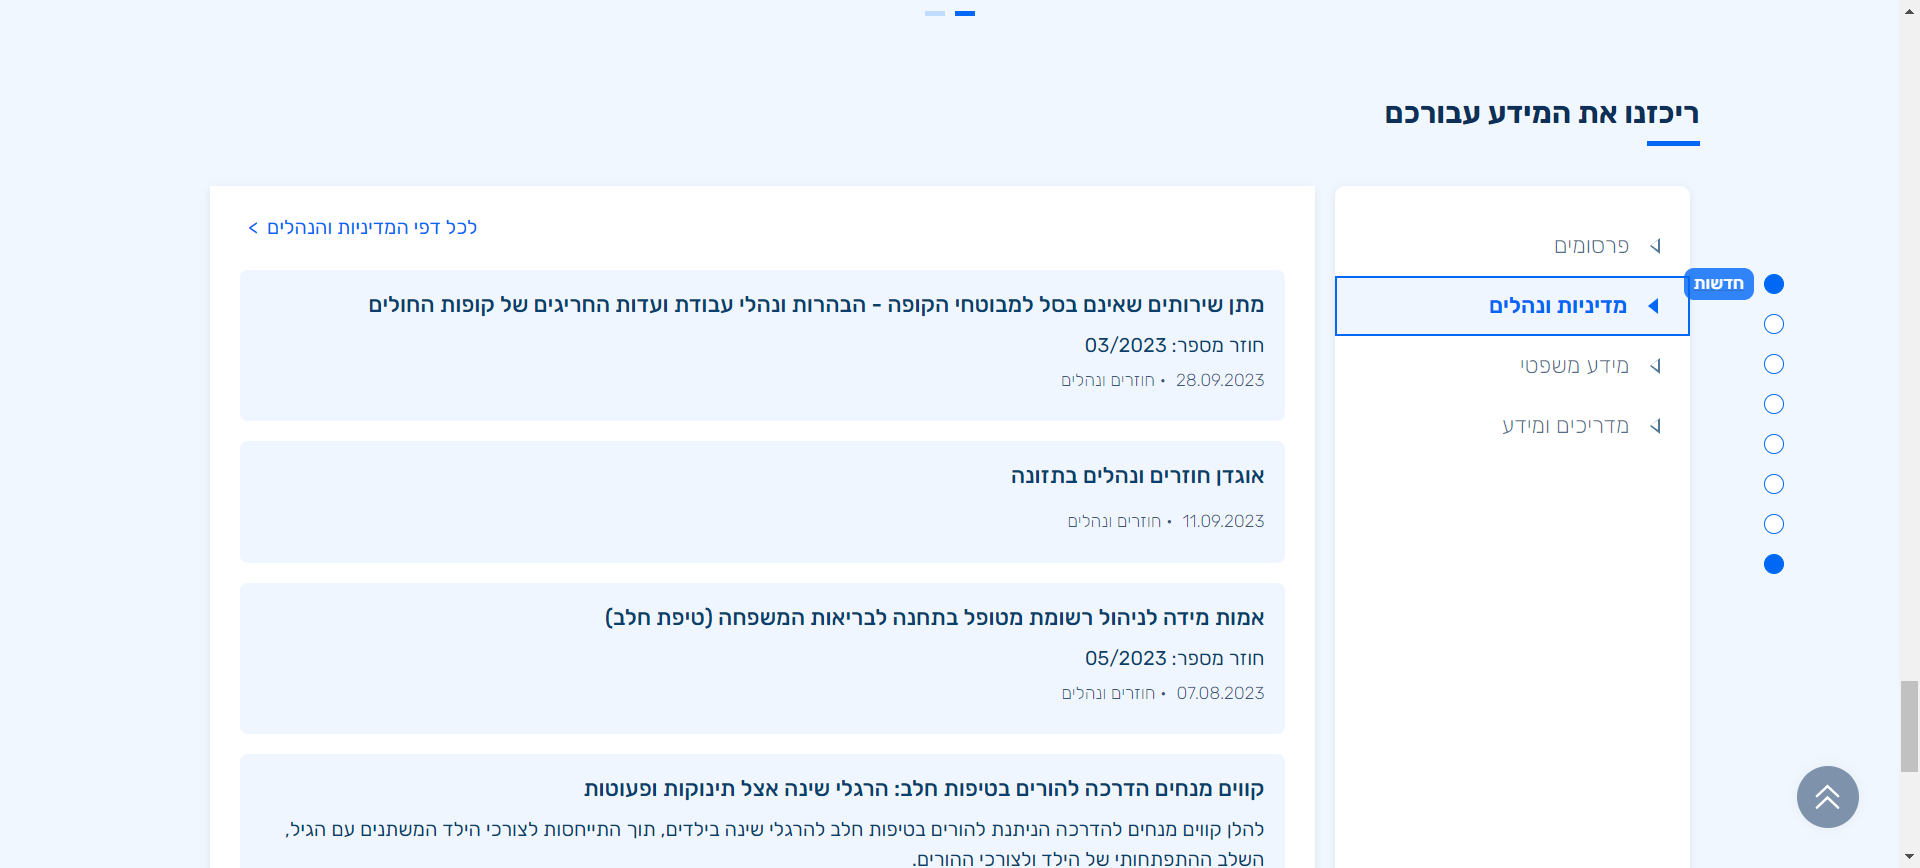 ריכזנו את המידע עבורכם
פרסומים
מדיניות ונהלים
מידע משפטי
מדריכים ומידע
חדשות
לכל דפי המדיניות והנהלים >
מתן שירותים שאינם בסל למבוטחי הקופה - הבהרות ונהלי עבודת ועדות החריגים של קופות החולים
חוזר מספר: 03/2023
28.09.2023 • חוזרים ונהלים
אוגדן חוזרים ונהלים בתזונה
11.09.2023 • חוזרים ונהלים
אמות מידה לניהול רשומת מטופל בתחנה לבריאות המשפחה (טיפת חלב)
חוזר מספר: 05/2023
07.08.2023 • חוזרים ונהלים
קווים מנחים הדרכה להורים בטיפות חלב: הרגלי שינה אצל תינוקות ופעוטות
להלן קווים מנחים להדרכה הניתנת להורים בטיפות חלב להרגלי שינה בילדים, תוך התייחסות לצורכי הילד המשתנים עם הגיל,
השלב ההתפתחותי של הילד ולצורכי ההורים.